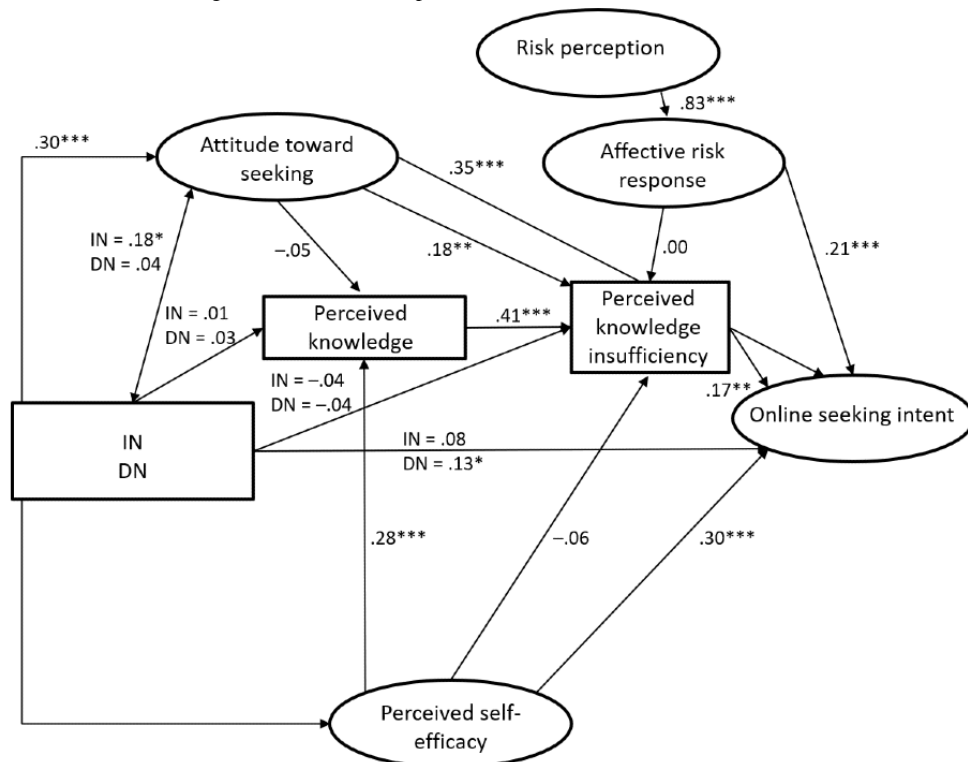 Risk perception
.83***
.30***
Attitude toward
seeking
.35***
Affective risk
response
IN = .18*
DN = .04
–.05
.18**
.00
.21***
IN = .01
DN = .03
Perceived
knowledge
.41***
Perceived
knowledge
insufficiency
IN = –.04
DN = –.04
.17**
Online seeking intent
IN
DN
IN = .08
DN = .13*
.28***
–.06
.30***
Perceived self-
efficacy